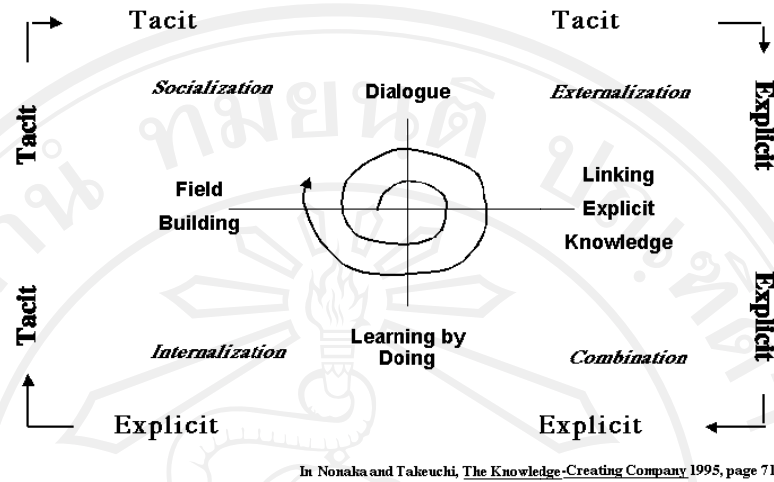 Tacit Tacit
Socialization Dialogue Externalization
Tacit Explicit
Field Building
Linking Explicit Knowledge
Tacit Explicit
Internalization Learning by Doing Combination
Explicit Explicit
In Nonaka and Takeuchi, The Knowledge-Creating Company 1995, page 71